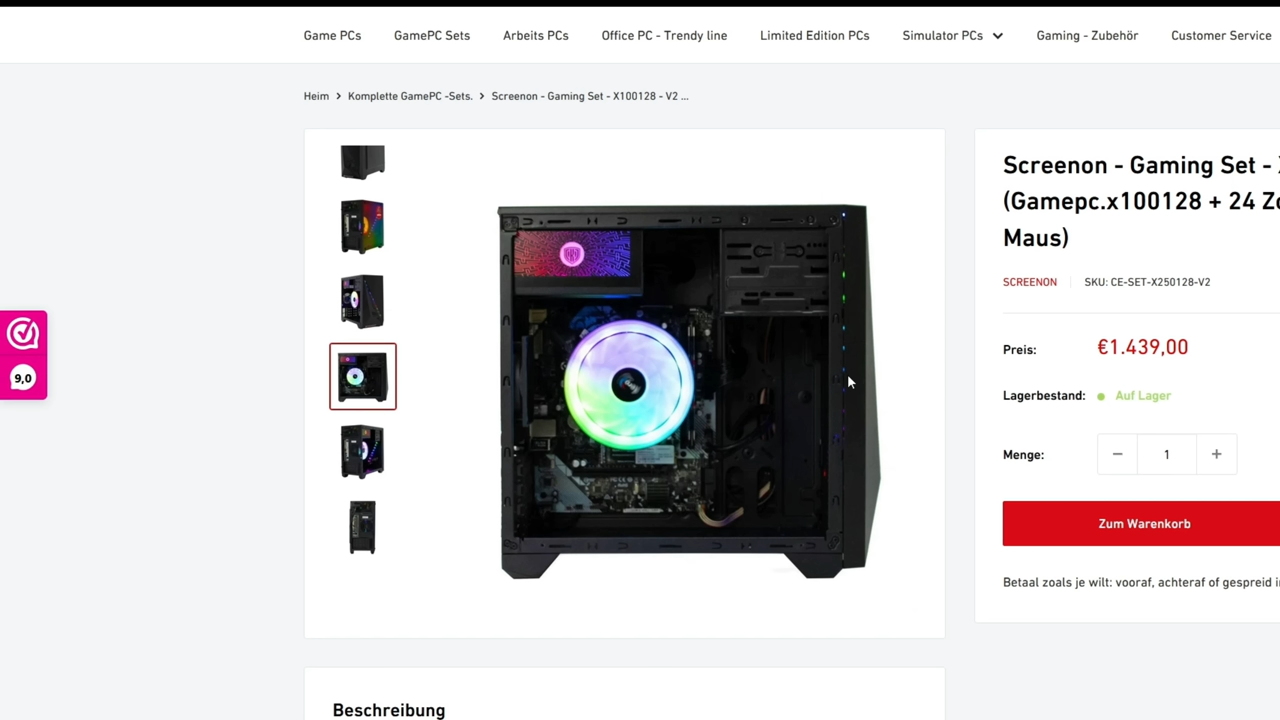 Game PCs GamePC Sets Arbeits PCs Office PC - Trendy line Limited Edition PCs Simulator PCs Gaming - Zubehör Customer Service
Heim Komplette GamePC -Sets. Screenon - Gaming Set - X100128 - V2 ...
Screenon - Gaming Set -
(Gamepc.x100128 + 24 Zo
Maus)
SCREENON SKU: CE-SET-X250128-V2
Preis: €1.439,00
Lagerbestand: Auf Lager
Menge: − 1 +
Zum Warenkorb
Betaal zoals je wilt: vooraf, achteraf of gespreid i
9,0
Beschreibung